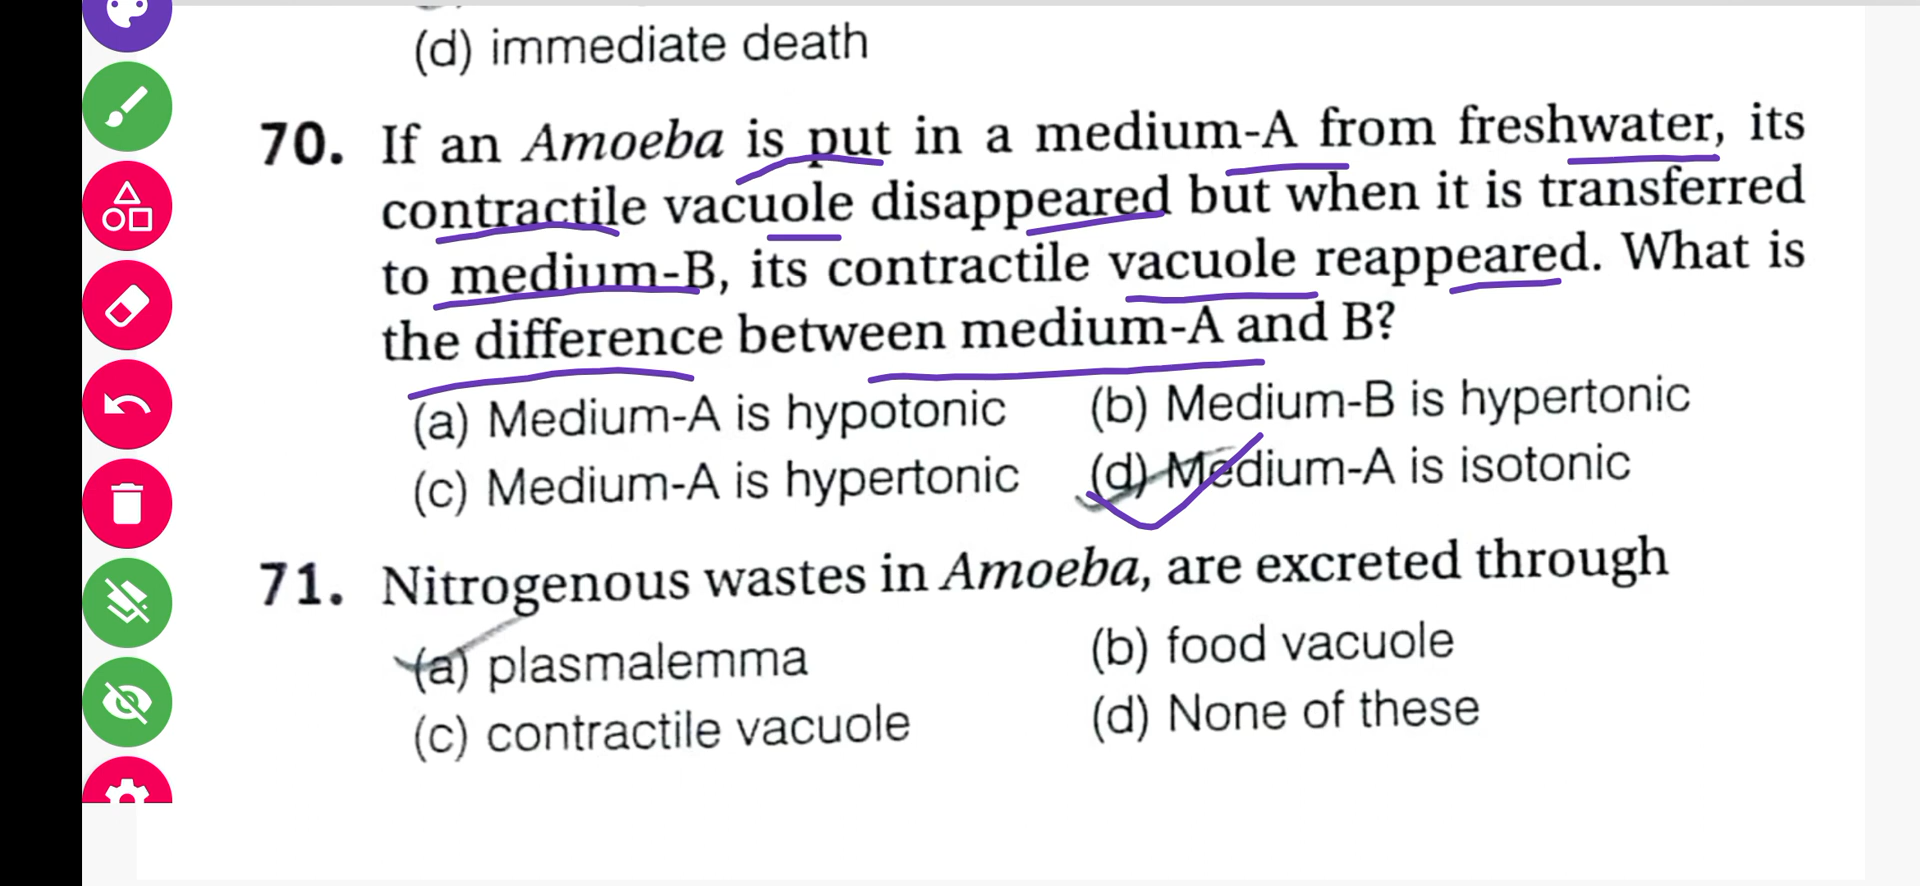 (d) immediate death
70. If an Amoeba is put in a medium-A from freshwater, its
contractile vacuole disappeared but when it is transferred
to medium-B, its contractile vacuole reappeared. What is
the difference between medium-A and B?
(a) Medium-A is hypotonic (b) Medium-B is hypertonic
(c) Medium-A is hypertonic (d) Medium-A is isotonic
71. Nitrogenous wastes in Amoeba, are excreted through
(a) plasmalemma (b) food vacuole
(c) contractile vacuole (d) None of these